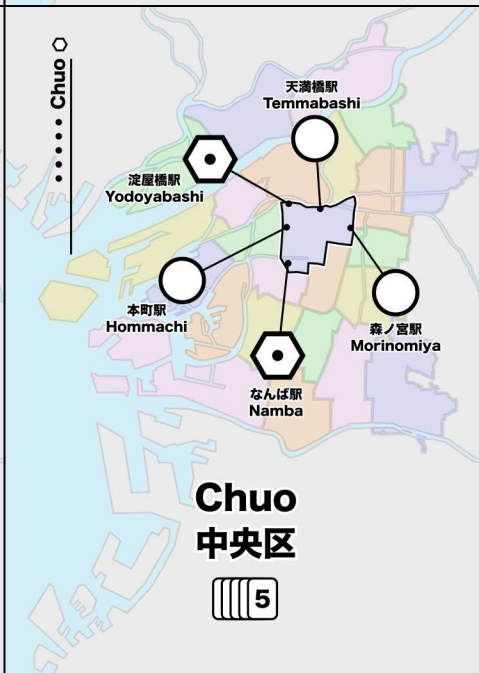 Chuo
天満橋駅
Temmabashi
淀屋橋駅
Yodoyabashi
本町駅
Hommachi
森ノ宮駅
Morinomiya
なんば駅
Namba
Chuo
中央区
5